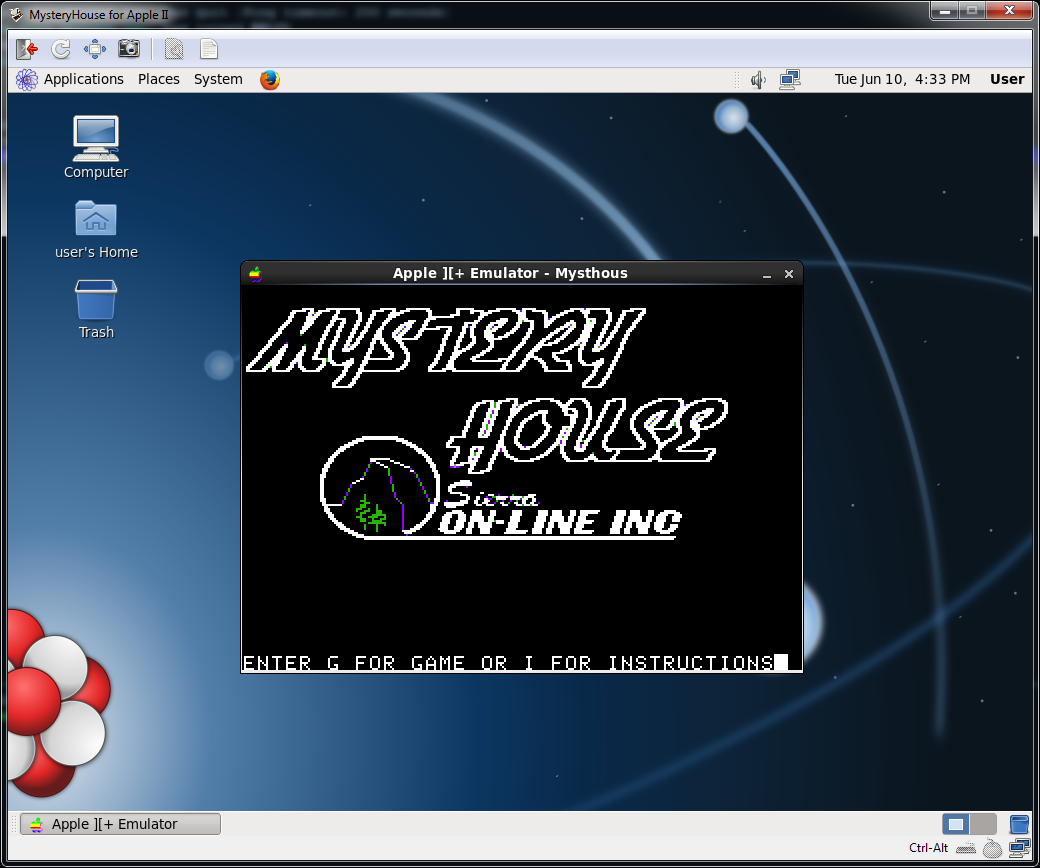 MysteryHouse for Apple II
Applications Places System
Tue Jun 10, 4:33 PM User
Computer
user's Home
Trash
Apple ][+ Emulator - Mysthous
MYSTERY
HOUSE
Sierra
ON-LINE INC
ENTER G FOR GAME OR I FOR INSTRUCTIONS
Apple ][+ Emulator
Ctrl-Alt